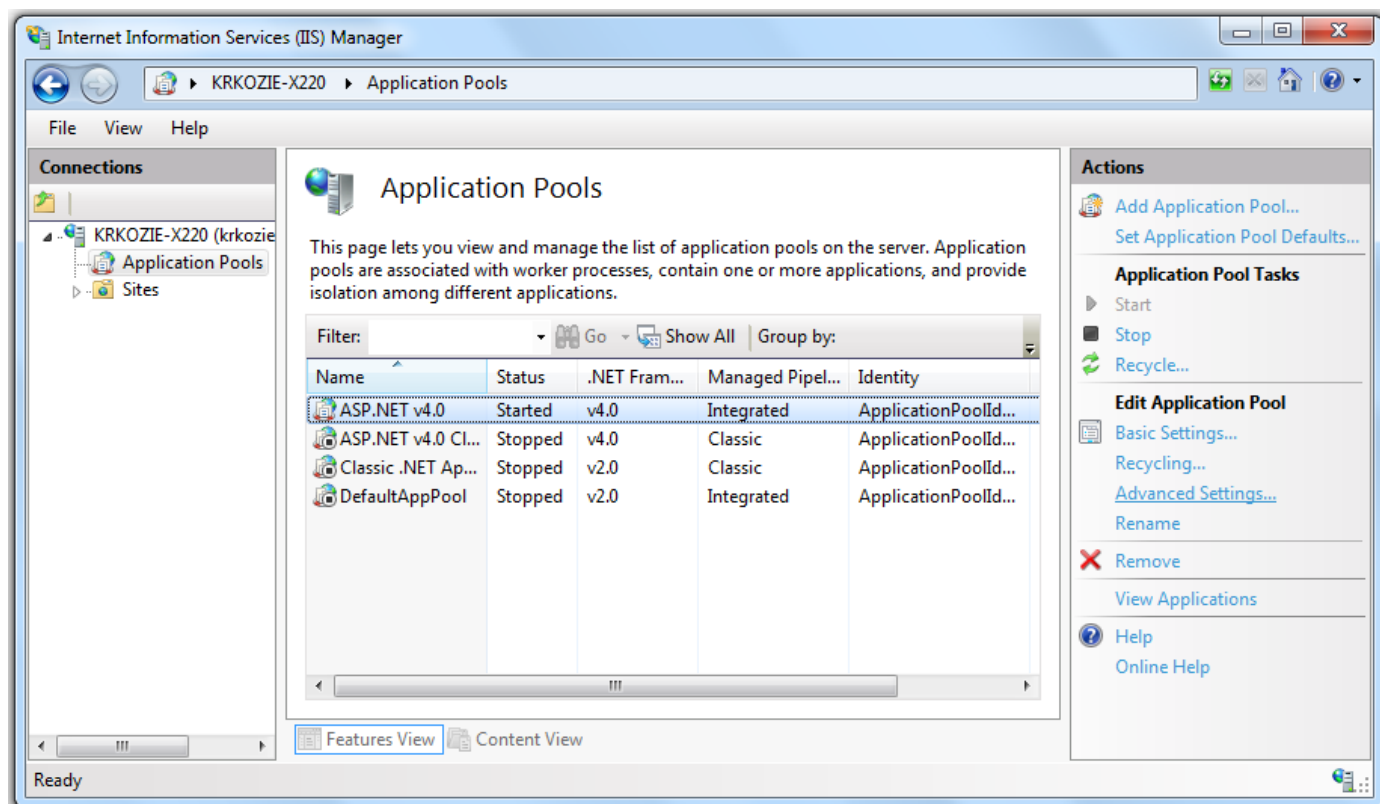 Internet Information Services (IIS) Manager
KRKOZIE-X220 Application Pools
File View Help
Connections
KRKOZIE-X220 (krkozie
Application Pools
Sites
Application Pools
This page lets you view and manage the list of application pools on the server. Application
pools are associated with worker processes, contain one or more applications, and provide
isolation among different applications.
Filter: Go Show All Group by:
Name Status .NET Fram... Managed Pipel... Identity
ASP.NET v4.0 Started v4.0 Integrated ApplicationPoolId...
ASP.NET v4.0 Cl... Stopped v4.0 Classic ApplicationPoolId...
Classic .NET Ap... Stopped v2.0 Classic ApplicationPoolId...
DefaultAppPool Stopped v2.0 Integrated ApplicationPoolId...
Features View Content View
Actions
Add Application Pool...
Set Application Pool Defaults...
Application Pool Tasks
Start
Stop
Recycle...
Edit Application Pool
Basic Settings...
Recycling...
Advanced Settings...
Rename
Remove
View Applications
Help
Online Help
Ready